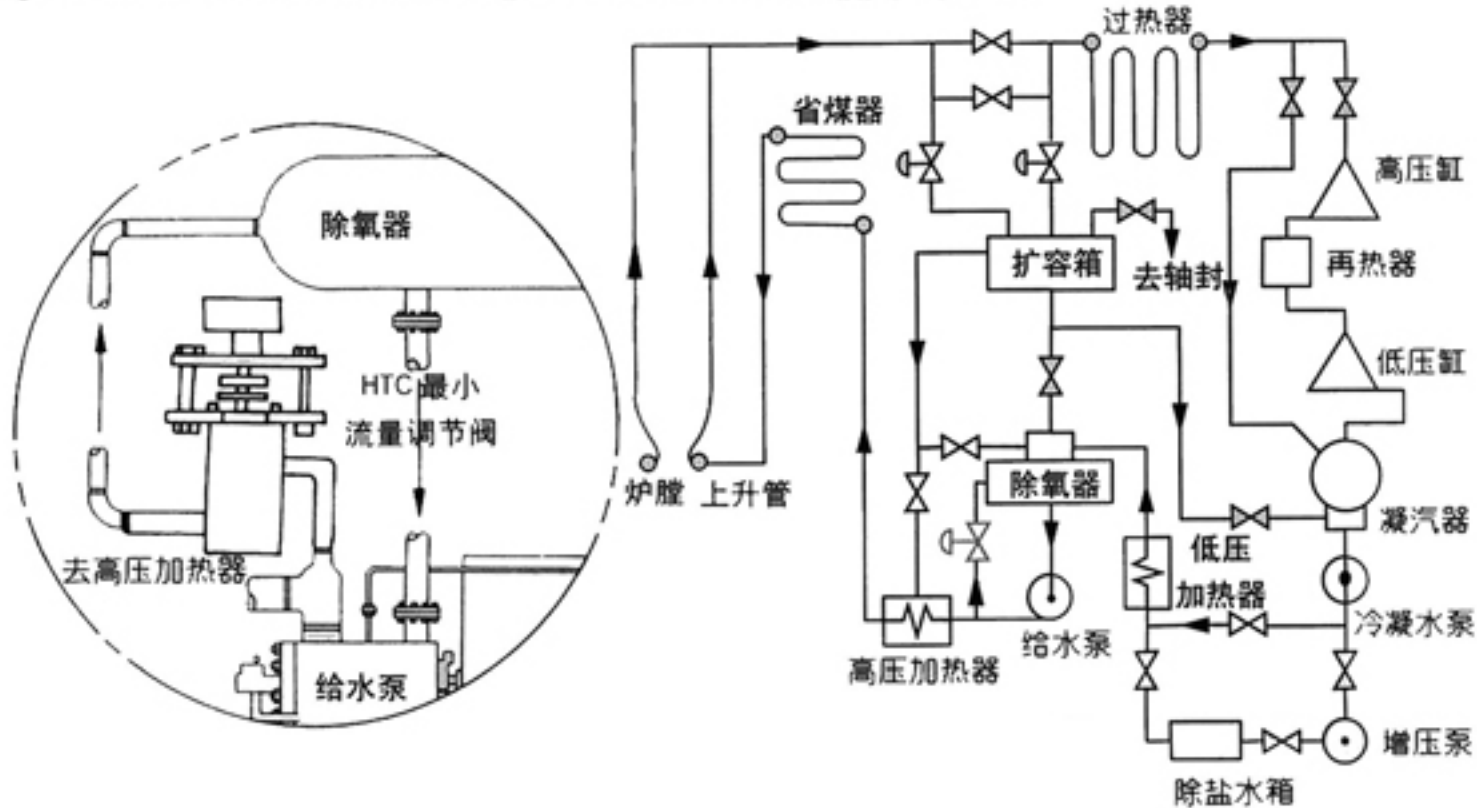 过热器
省煤器
高压缸
除氧器
扩容箱
去轴封
再热器
低压缸
HTC最小
流量调节阀
炉膛
上升管
除氧器
凝汽器
低压
加热器
去高压加热器
冷凝水泵
给水泵
高压加热器
给水泵
增压泵
除盐水箱